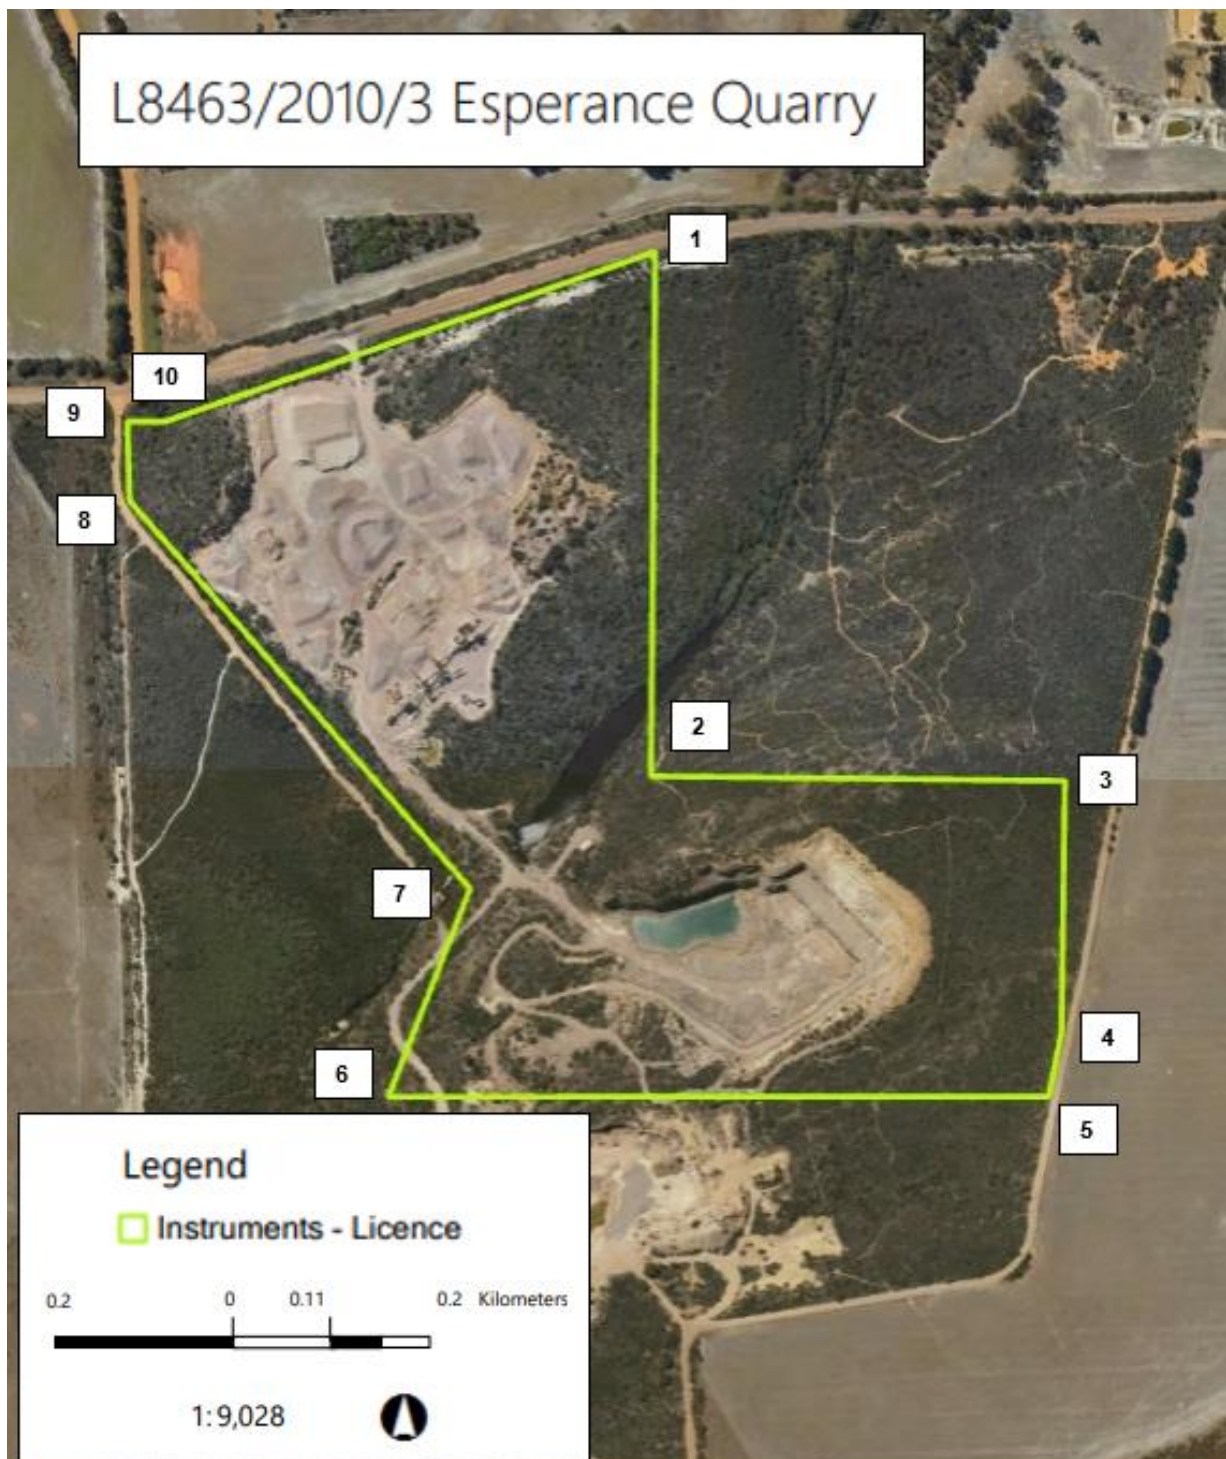 L8463/2010/3 Esperance Quarry
1
10
9
8
2
3
7
4
6
5
Legend
Instruments - Licence
0.2 0 0.11 0.2 Kilometers
1:9,028